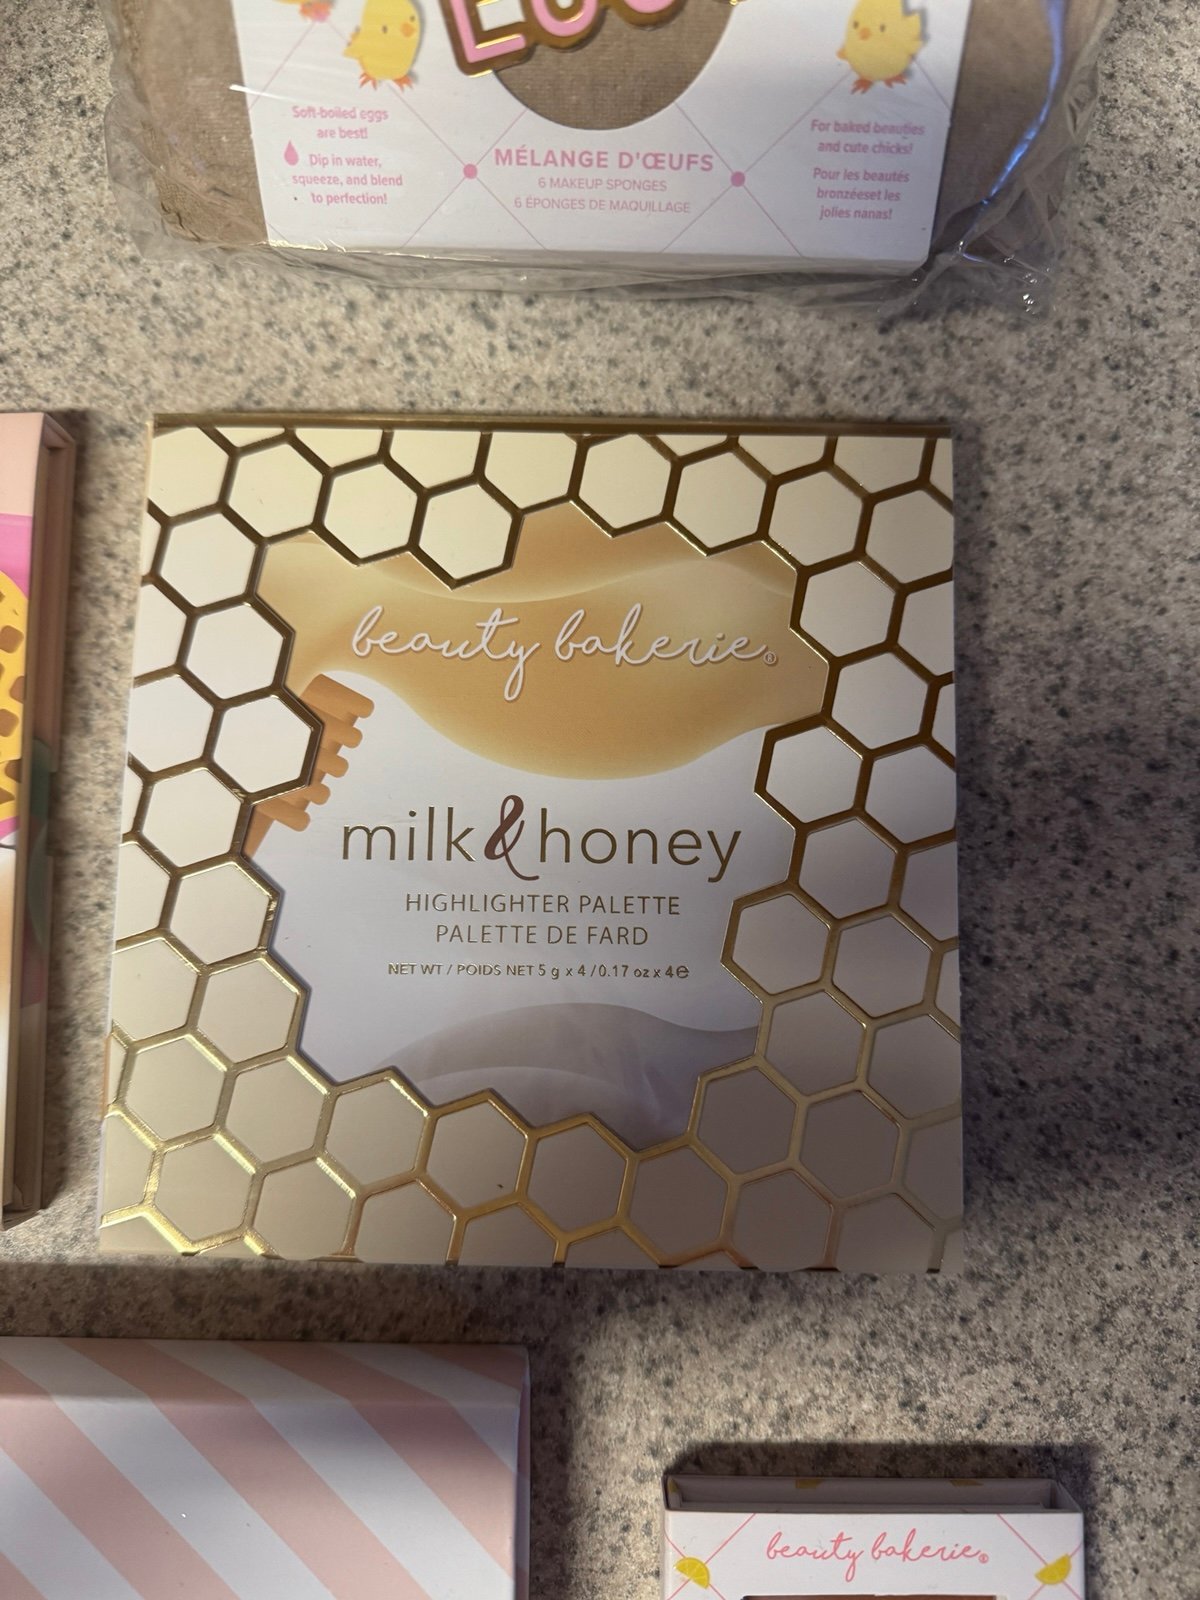 Soft-boiled eggs
are best!
Dip in water,
squeeze, and blend
to perfection!
MÉLANGE D'ŒUFS
6 MAKEUP SPONGES
6 ÉPONGES DE MAQUILLAGE
For baked beauties
and cute chicks!
Pour les beautés
bronzéeset les
jolies nanas!
beauty bakerie®
milk&honey
HIGHLIGHTER PALETTE
PALETTE DE FARD
NET WT / POIDS NET 5 g x 4 / 0.17 oz x 4℮
beauty bakerie®